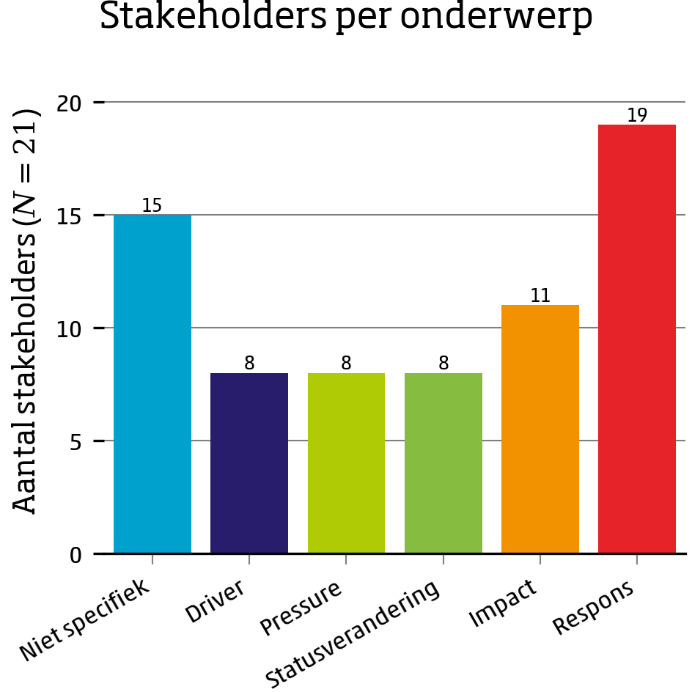 Stakeholders per onderwerp
Aantal stakeholders (N = 21)
20
15
10
5
0
15
8
8
8
11
19
Niet specifiek
Driver
Pressure
Statusverandering
Impact
Respons